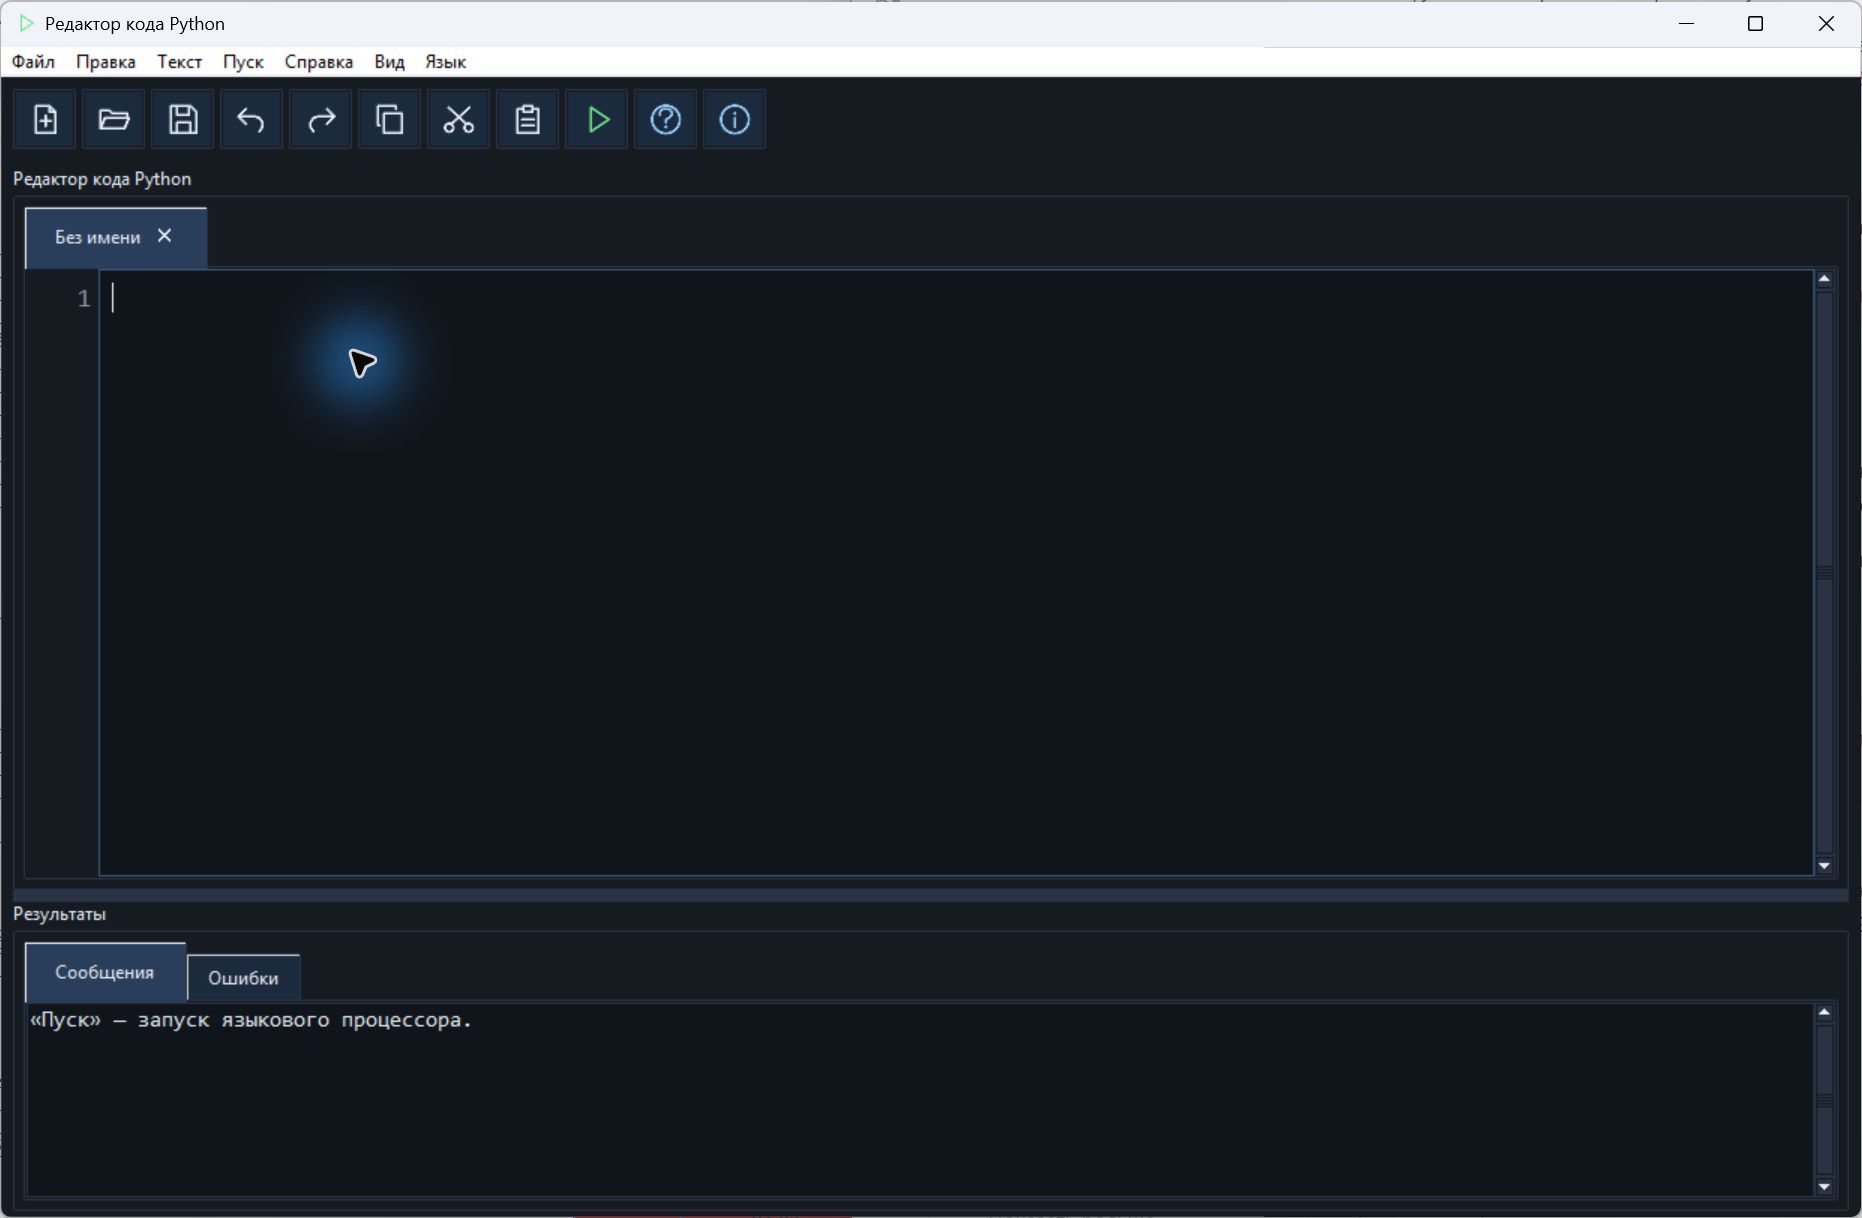 Редактор кода Python
Файл Правка Текст Пуск Справка Вид Язык
Редактор кода Python
Без имени
1
Результаты
Сообщения Ошибки
«Пуск» — запуск языкового процессора.